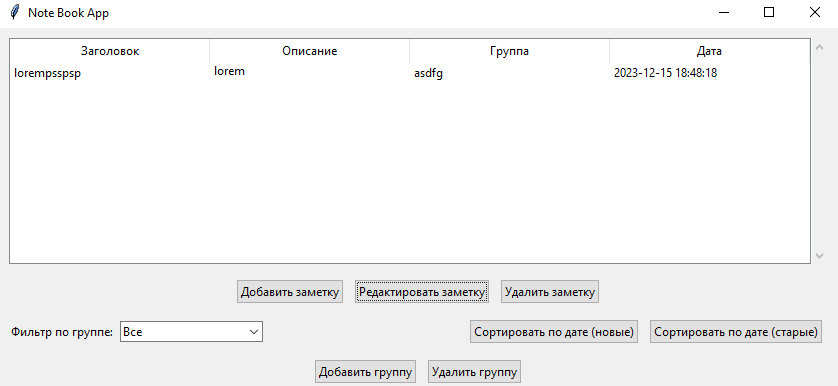 Note Book App
Заголовок Описание Группа Дата
lorempsspsp lorem asdfg 2023-12-15 18:48:18
Добавить заметку Редактировать заметку Удалить заметку
Фильтр по группе: Все Сортировать по дате (новые) Сортировать по дате (старые)
Добавить группу Удалить группу